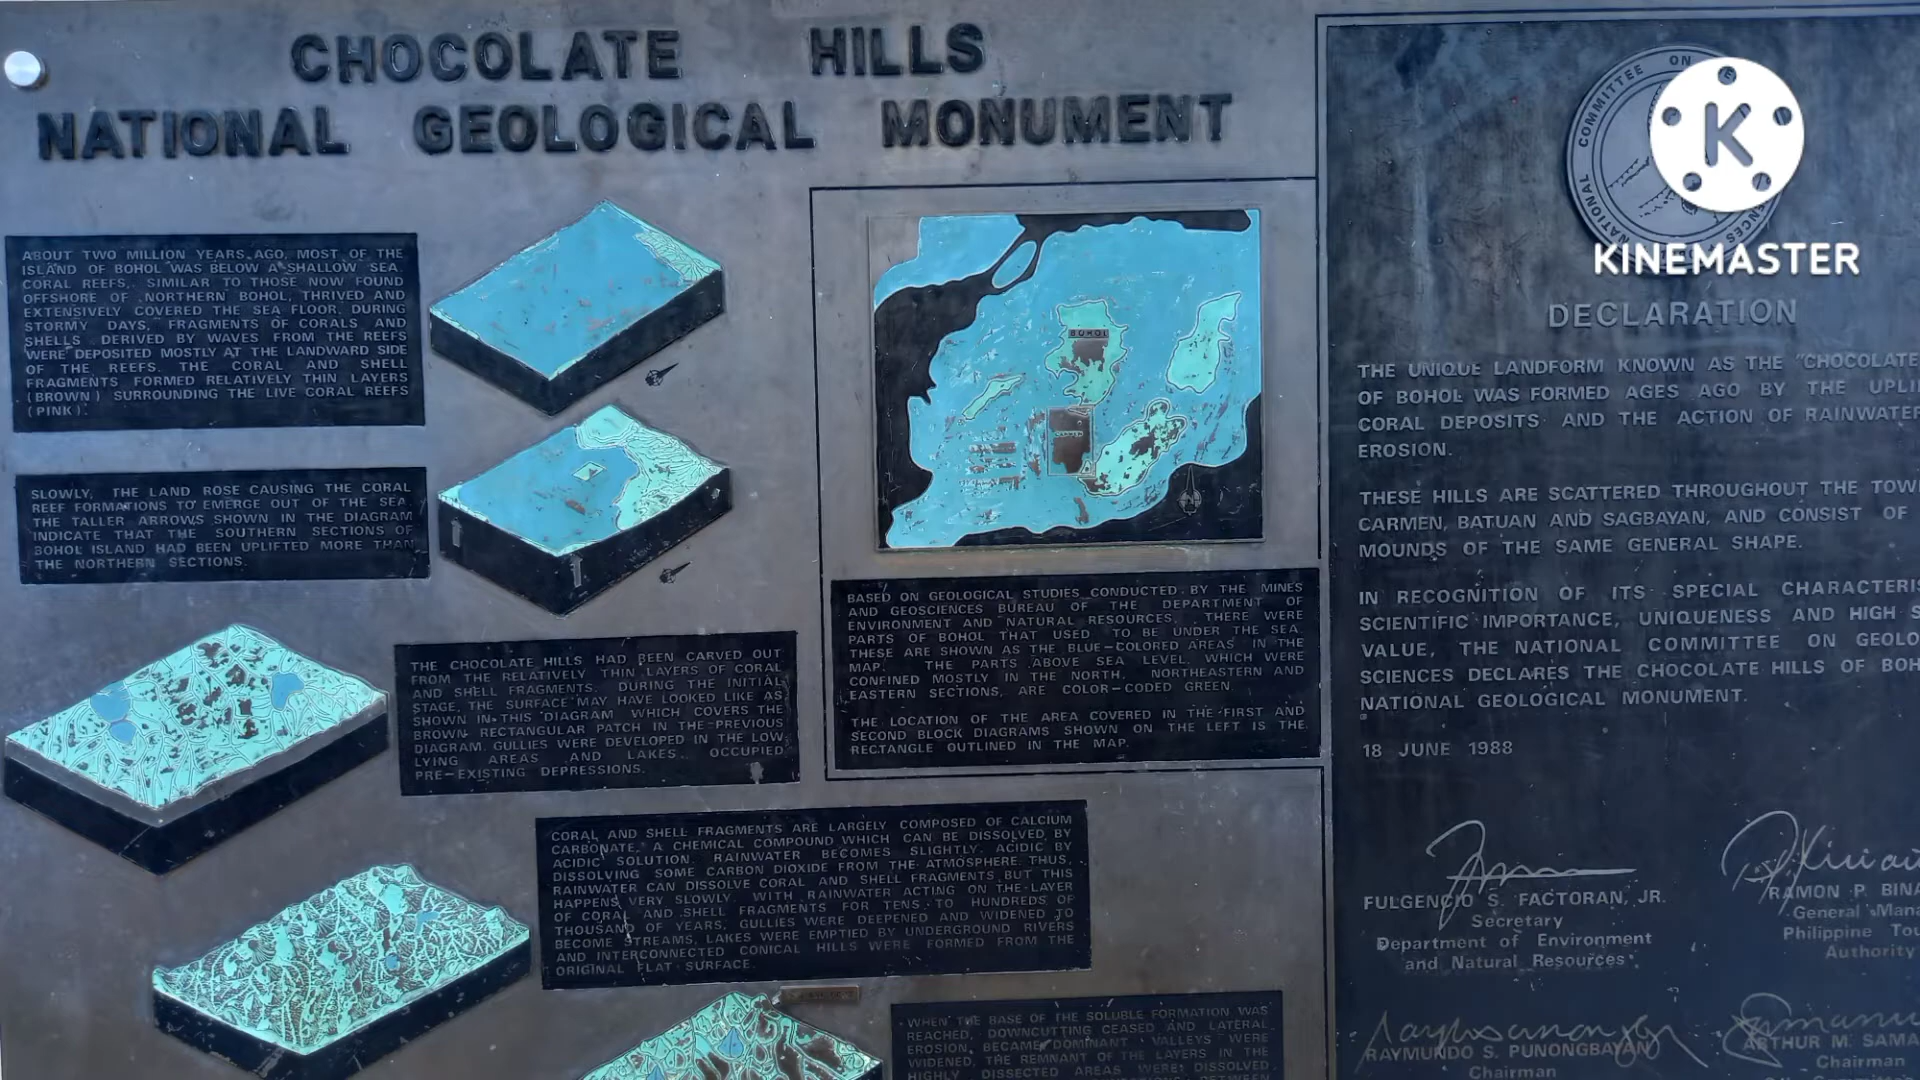 CHOCOLATE HILLS
NATIONAL GEOLOGICAL MONUMENT
ABOUT TWO MILLION YEARS AGO, MOST OF THE
ISLAND OF BOHOL WAS BELOW A SHALLOW SEA.
CORAL REEFS, SIMILAR TO THOSE NOW FOUND
OFFSHORE OF NORTHERN BOHOL, THRIVED AND
EXTENSIVELY COVERED THE SEA FLOOR. DURING
STORMY DAYS, FRAGMENTS OF CORALS AND
SHELLS DERIVED BY WAVES FROM THE REEFS
WERE DEPOSITED MOSTLY AT THE LANDWARD SIDE
OF THE REEFS. THE CORAL AND SHELL
FRAGMENTS FORMED RELATIVELY THIN LAYERS
(BROWN) SURROUNDING THE LIVE CORAL REEFS
(PINK).
SLOWLY, THE LAND ROSE CAUSING THE CORAL
REEF FORMATIONS TO EMERGE OUT OF THE SEA.
THE TALLER ARROWS SHOWN IN THE DIAGRAM
INDICATE THAT THE SOUTHERN SECTIONS OF
BOHOL ISLAND HAD BEEN UPLIFTED MORE THAN
THE NORTHERN SECTIONS.
THE CHOCOLATE HILLS HAD BEEN CARVED OUT
FROM THE RELATIVELY THIN LAYERS OF CORAL
AND SHELL FRAGMENTS. DURING THE INITIAL
STAGE, THE SURFACE MAY HAVE LOOKED LIKE AS
SHOWN IN THIS DIAGRAM WHICH COVERS THE
BROWN RECTANGULAR PATCH IN THE PREVIOUS
DIAGRAM. GULLIES WERE DEVELOPED IN THE LOW
LYING AREAS AND LAKES OCCUPIED
PRE-EXISTING DEPRESSIONS.
CORAL AND SHELL FRAGMENTS ARE LARGELY COMPOSED OF CALCIUM
CARBONATE, A CHEMICAL COMPOUND WHICH CAN BE DISSOLVED BY
ACIDIC SOLUTION. RAINWATER BECOMES SLIGHTLY ACIDIC BY
DISSOLVING SOME CARBON DIOXIDE FROM THE ATMOSPHERE. THUS,
RAINWATER CAN DISSOLVE CORAL AND SHELL FRAGMENTS BUT THIS
HAPPENS VERY SLOWLY. WITH RAINWATER ACTING ON THE LAYER
OF CORAL AND SHELL FRAGMENTS FOR TENS TO HUNDREDS OF
THOUSAND OF YEARS, GULLIES WERE DEEPENED AND WIDENED TO
BECOME STREAMS, LAKES WERE EMPTIED BY UNDERGROUND RIVERS
AND INTERCONNECTED CONICAL HILLS WERE FORMED FROM THE
ORIGINAL FLAT SURFACE.
WHEN THE BASE OF THE SOLUBLE FORMATION WAS
REACHED, DOWNCUTTING CEASED AND LATERAL
EROSION BECAME DOMINANT. VALLEYS WERE
WIDENED, THE REMNANT OF THE LAYERS IN THE
HIGHLY DISSECTED AREAS WERE DISSOLVED,
BOHOL
CARMEN
BASED ON GEOLOGICAL STUDIES CONDUCTED BY THE MINES
AND GEOSCIENCES BUREAU OF THE DEPARTMENT OF
ENVIRONMENT AND NATURAL RESOURCES, THERE WERE
PARTS OF BOHOL THAT USED TO BE UNDER THE SEA.
THESE ARE SHOWN AS THE BLUE-COLORED AREAS IN THE
MAP. THE PARTS ABOVE SEA LEVEL, WHICH WERE
CONFINED MOSTLY IN THE NORTH, NORTHEASTERN AND
EASTERN SECTIONS, ARE COLOR-CODED GREEN.
THE LOCATION OF THE AREA COVERED IN THE FIRST AND
SECOND BLOCK DIAGRAMS SHOWN ON THE LEFT IS THE
RECTANGLE OUTLINED IN THE MAP.
NATIONAL COMMITTEE ON
K
KINEMASTER
DECLARATION
THE UNIQUE LANDFORM KNOWN AS THE "CHOCOLATE
OF BOHOL WAS FORMED AGES AGO BY THE UPLI
CORAL DEPOSITS AND THE ACTION OF RAINWATER
EROSION.
THESE HILLS ARE SCATTERED THROUGHOUT THE TOW
CARMEN, BATUAN AND SAGBAYAN, AND CONSIST OF
MOUNDS OF THE SAME GENERAL SHAPE.
IN RECOGNITION OF ITS SPECIAL CHARACTERIS
SCIENTIFIC IMPORTANCE, UNIQUENESS AND HIGH S
VALUE, THE NATIONAL COMMITTEE ON GEOLO
SCIENCES DECLARES THE CHOCOLATE HILLS OF BOH
NATIONAL GEOLOGICAL MONUMENT.
18 JUNE 1988
FULGENCIO S. FACTORAN, JR.
Secretary
Department of Environment
and Natural Resources
RAMON P. BINA
General Mana
Philippine Tou
Authority
RAYMUNDO S. PUNONGBAYAN
Chairman
ARTHUR M. SAMA
Chairman